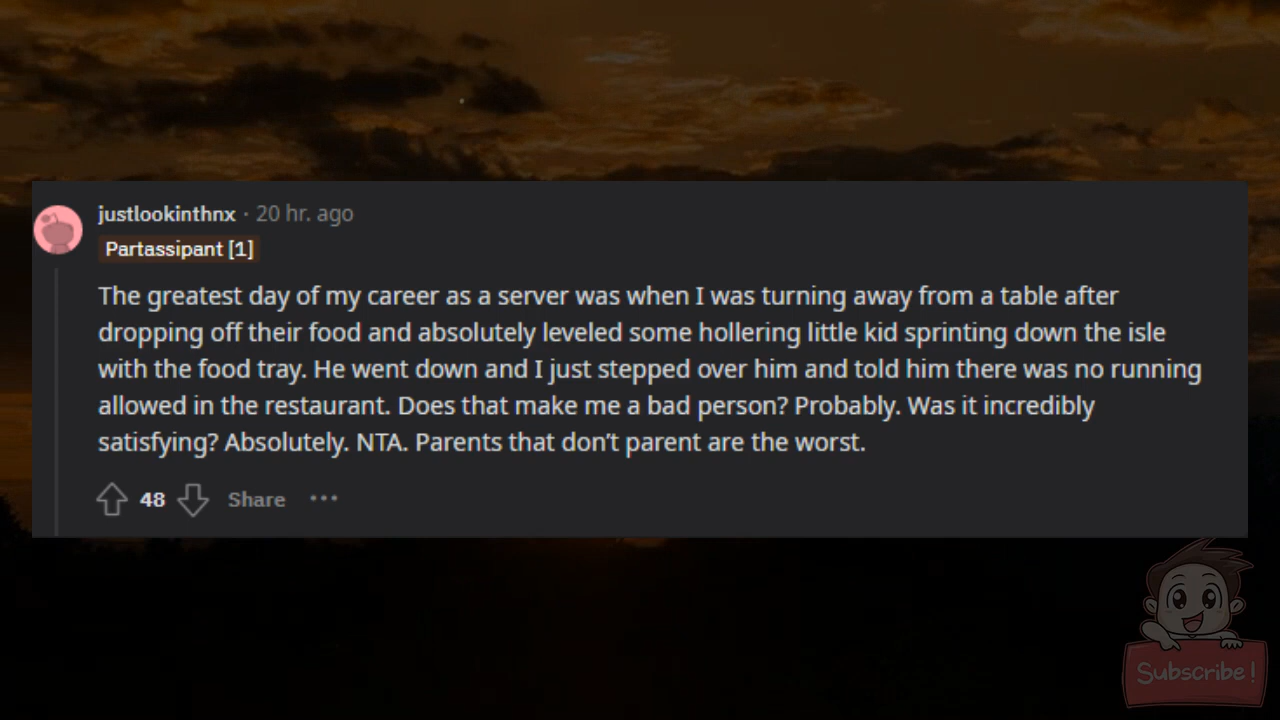 justlookinthnx · 20 hr. ago
Partassipant [1]
The greatest day of my career as a server was when I was turning away from a table after
dropping off their food and absolutely leveled some hollering little kid sprinting down the isle
with the food tray. He went down and I just stepped over him and told him there was no running
allowed in the restaurant. Does that make me a bad person? Probably. Was it incredibly
satisfying? Absolutely. NTA. Parents that don’t parent are the worst.
48 Share
Subscribe!